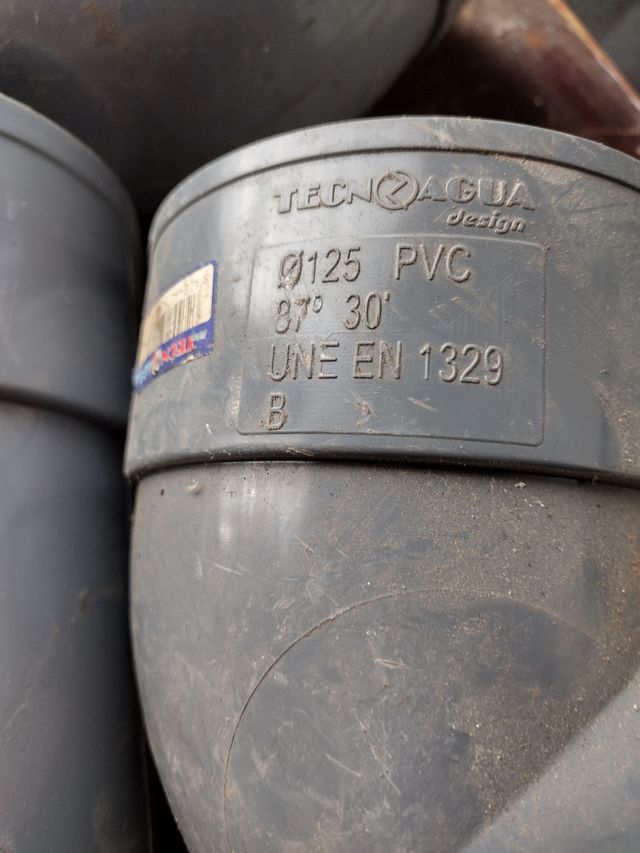 TECNOAGUA
design
Ø125 PVC
87° 30'
UNE EN 1329
B